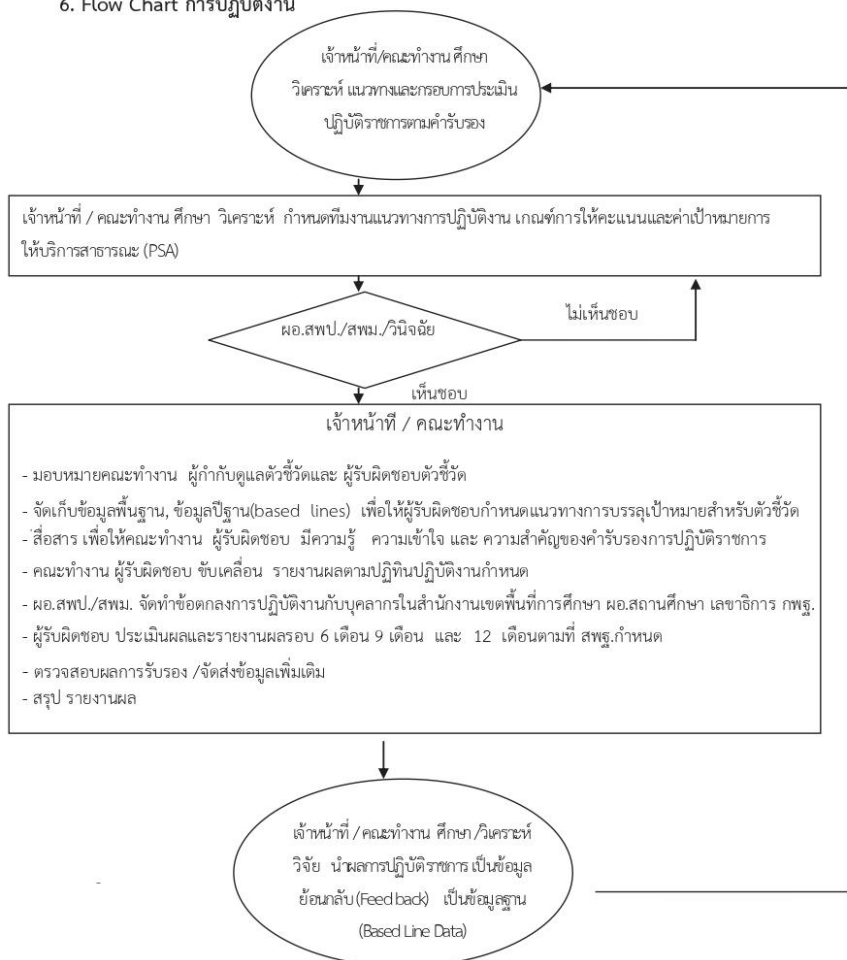 6. Flow Chart การปฏิบัติงาน
เจ้าหน้าที่/คณะทำงาน ศึกษา
วิเคราะห์ แนวทางและกรอบการประเมิน
ปฏิบัติราชการตามคำรับรอง
เจ้าหน้าที่ / คณะทำงาน ศึกษา วิเคราะห์ กำหนดทีมงานแนวทางการปฏิบัติงาน เกณฑ์การให้คะแนนและค่าเป้าหมายการ
ให้บริการสาธารณะ (PSA)
ผอ.สพป./สพม./วินิจฉัย
ไม่เห็นชอบ
เห็นชอบ
เจ้าหน้าที / คณะทำงาน
- มอบหมายคณะทำงาน ผู้กำกับดูแลตัวชี้วัดและ ผู้รับผิดชอบตัวชี้วัด
- จัดเก็บข้อมูลพื้นฐาน, ข้อมูลปีฐาน(based lines) เพื่อให้ผู้รับผิดชอบกำหนดแนวทางการบรรลุเป้าหมายสำหรับตัวชี้วัด
- สื่อสาร เพื่อให้คณะทำงาน ผู้รับผิดชอบ มีความรู้ ความเข้าใจ และ ความสำคัญของคำรับรองการปฏิบัติราชการ
- คณะทำงาน ผู้รับผิดชอบ ขับเคลื่อน รายงานผลตามปฏิทินปฏิบัติงานกำหนด
- ผอ.สพป./สพม. จัดทำข้อตกลงการปฏิบัติงานกับบุคลากรในสำนักงานเขตพื้นที่การศึกษา ผอ.สถานศึกษา เลขาธิการ กพฐ.
- ผู้รับผิดชอบ ประเมินผลและรายงานผลรอบ 6 เดือน 9 เดือน และ 12 เดือนตามที่ สพฐ.กำหนด
- ตรวจสอบผลการรับรอง /จัดส่งข้อมูลเพิ่มเติม
- สรุป รายงานผล
เจ้าหน้าที่ / คณะทำงาน ศึกษา /วิเคราะห์
วิจัย นำผลการปฏิบัติราชการ เป็นข้อมูล
ย้อนกลับ (Feed back) เป็นข้อมูลฐาน
(Based Line Data)